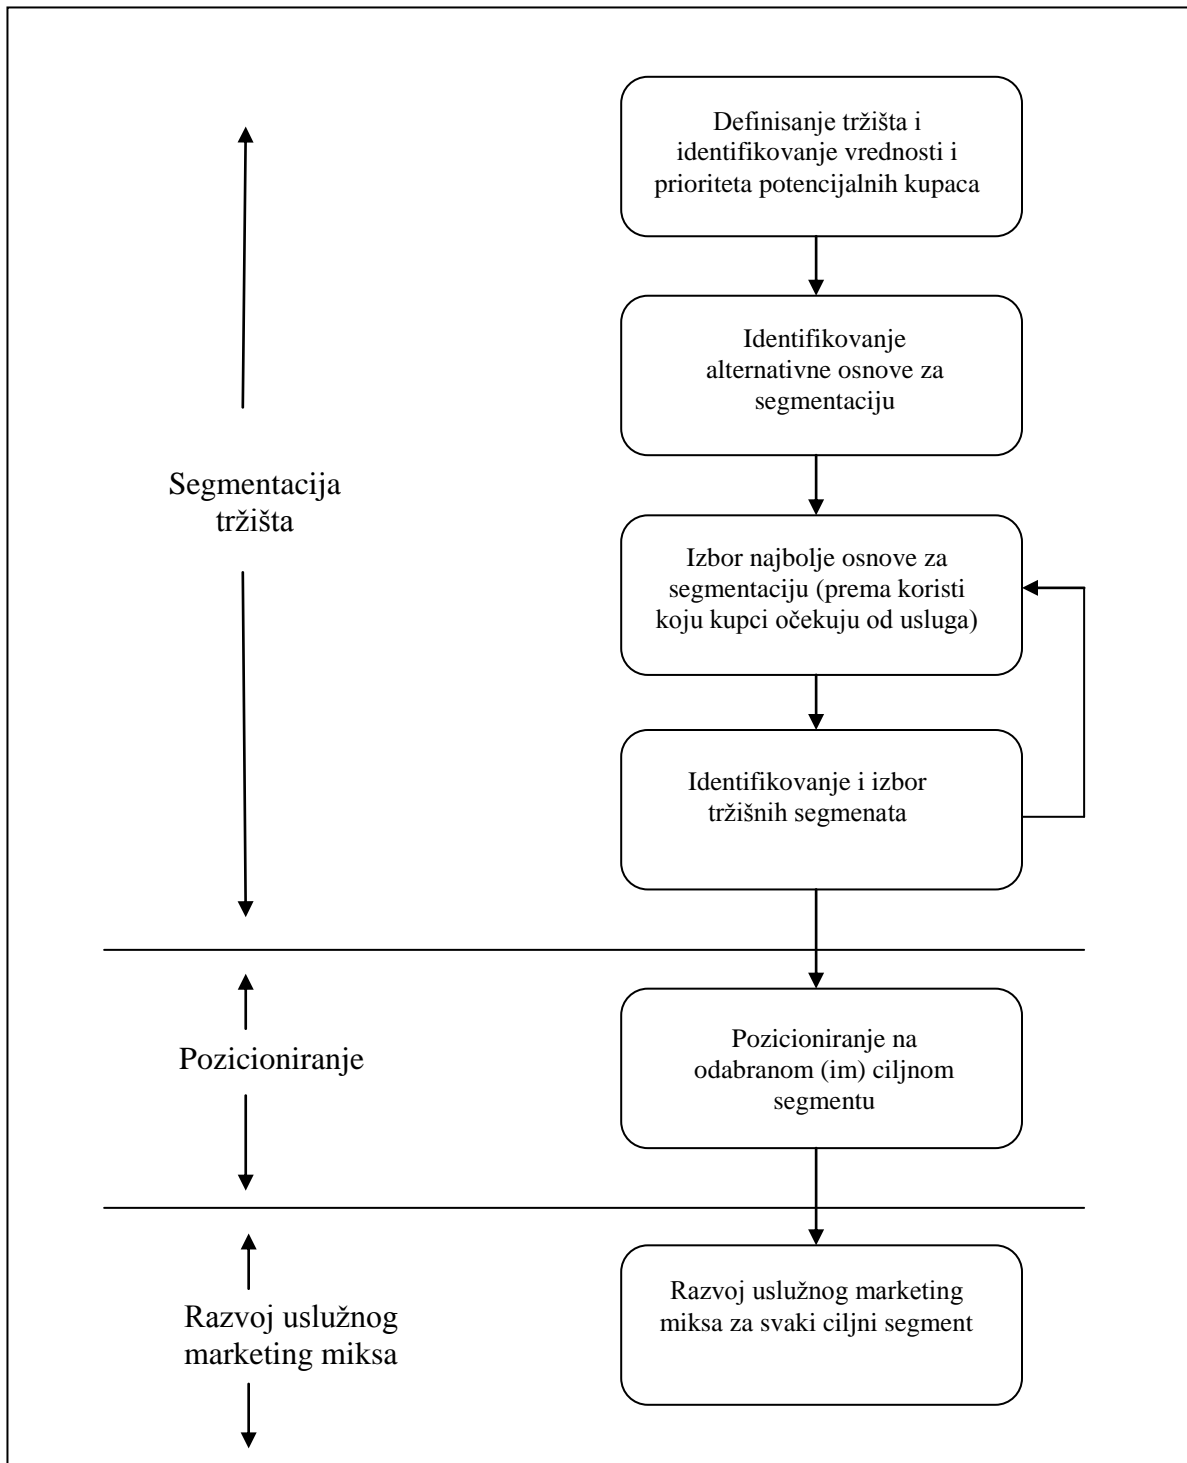 Definisanje tržišta i
identifikovanje vrednosti i
prioriteta potencijalnih kupaca
Identifikovanje
alternativne osnove za
segmentaciju
Segmentacija
tržišta
Izbor najbolje osnove za
segmentaciju (prema koristi
koju kupci očekuju od usluga)
Identifikovanje i izbor
tržišnih segmenata
Pozicioniranje
Pozicioniranje na
odabranom (im) ciljnom
segmentu
Razvoj uslužnog
marketing miksa
Razvoj uslužnog marketing
miksa za svaki ciljni segment